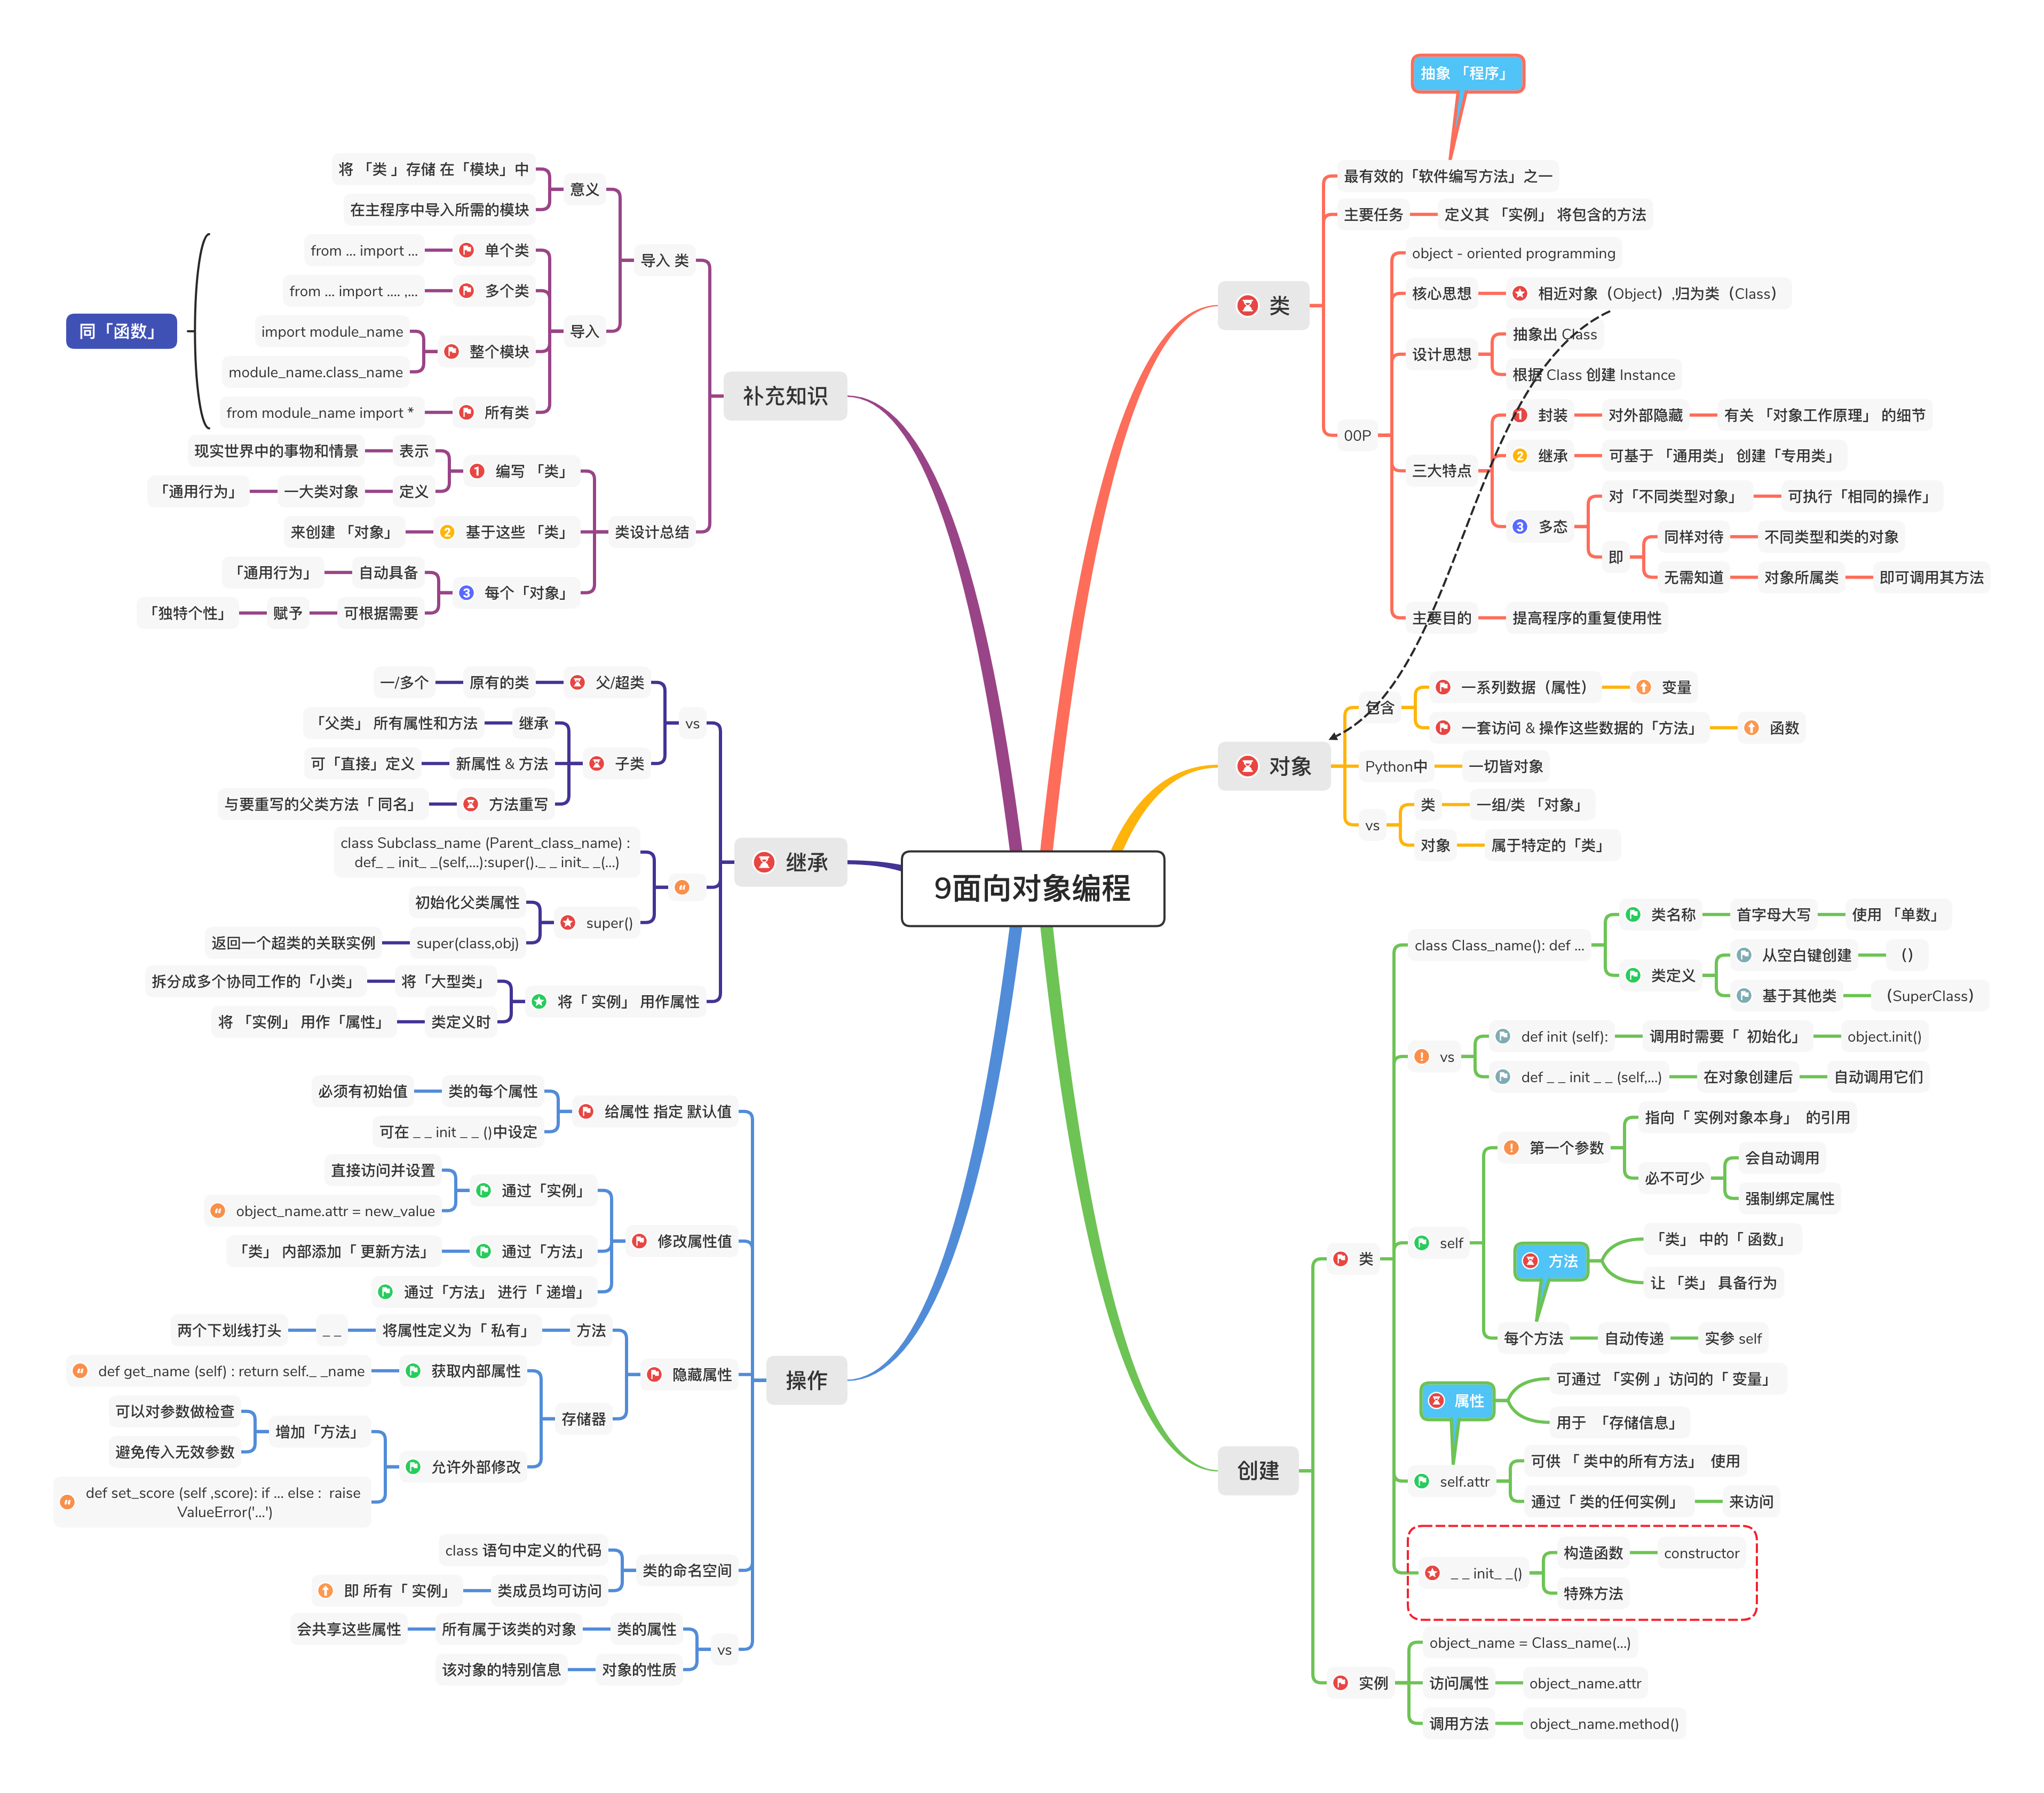 9面向对象编程
抽象 「程序」
类
最有效的「软件编写方法」之一
主要任务
定义其 「实例」 将包含的方法
00P
object - oriented programming
核心思想
相近对象（Object）,归为类（Class）
设计思想
抽象出 Class
根据 Class 创建 Instance
三大特点
1
封装
对外部隐藏
有关 「对象工作原理」 的细节
2
继承
可基于 「通用类」 创建「专用类」
3
多态
对「不同类型对象」
可执行「相同的操作」
即
同样对待
不同类型和类的对象
无需知道
对象所属类
即可调用其方法
主要目的
提高程序的重复使用性
对象
包含
一系列数据（属性）
变量
一套访问 & 操作这些数据的「方法」
函数
Python中
一切皆对象
vs
类
一组/类 「对象」
对象
属于特定的「类」
创建
类
class Class_name(): def ...
类名称
首字母大写
使用 「单数」
类定义
从空白键创建
（）
基于其他类
（SuperClass）
vs
def init (self):
调用时需要「 初始化」
object.init()
def _ _ init _ _ (self,...)
在对象创建后
自动调用它们
self
第一个参数
指向「 实例对象本身」 的引用
必不可少
会自动调用
强制绑定属性
方法
「类」 中的「 函数」
让 「类」 具备行为
每个方法
自动传递
实参 self
属性
可通过 「实例 」访问的「 变量」
用于 「存储信息」
self.attr
可供 「 类中的所有方法」 使用
通过「 类的任何实例」
来访问
_ _ init_ _()
构造函数
constructor
特殊方法
实例
object_name = Class_name(...)
访问属性
object_name.attr
调用方法
object_name.method()
补充知识
导入 类
意义
将 「类 」存储 在「模块」中
在主程序中导入所需的模块
导入
单个类
from ... import ...
多个类
from ... import .... ,...
整个模块
import module_name
module_name.class_name
所有类
from module_name import *
同「函数」
类设计总结
1
编写 「类」
表示
现实世界中的事物和情景
定义
一大类对象
「通用行为」
2
基于这些 「类」
来创建 「对象」
3
每个「对象」
自动具备
「通用行为」
可根据需要
赋予
「独特个性」
继承
vs
父/超类
原有的类
一/多个
子类
继承
「父类」 所有属性和方法
新属性 & 方法
可「直接」定义
方法重写
与要重写的父类方法「 同名」
class Subclass_name (Parent_class_name) :
def_ _ init_ _(self,...):super()._ _ init_ _(...)
super()
初始化父类属性
super(class,obj)
返回一个超类的关联实例
将「 实例」 用作属性
将「大型类」
拆分成多个协同工作的「小类」
类定义时
将 「实例」 用作「属性」
操作
给属性 指定 默认值
类的每个属性
必须有初始值
可在 _ _ init _ _ ()中设定
修改属性值
通过「实例」
直接访问并设置
object_name.attr = new_value
通过「方法」
「类」 内部添加「 更新方法」
通过「方法」 进行「 递增」
隐藏属性
方法
将属性定义为「 私有」
_ _
两个下划线打头
存储器
获取内部属性
def get_name (self) : return self._ _name
允许外部修改
增加「方法」
可以对参数做检查
避免传入无效参数
def set_score (self ,score): if ... else : raise
ValueError('...')
类的命名空间
class 语句中定义的代码
类成员均可访问
即 所有「 实例」
vs
类的属性
所有属于该类的对象
会共享这些属性
对象的性质
该对象的特别信息